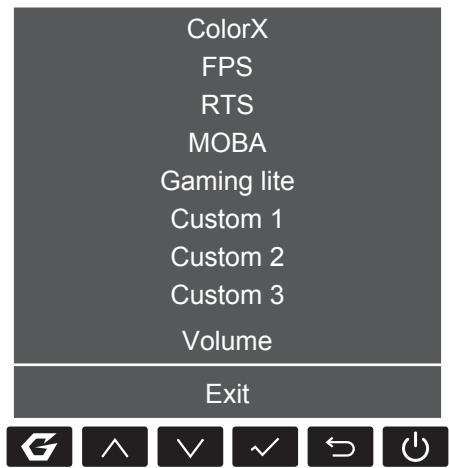 ColorX
FPS
RTS
MOBA
Gaming lite
Custom 1
Custom 2
Custom 3
Volume
Exit